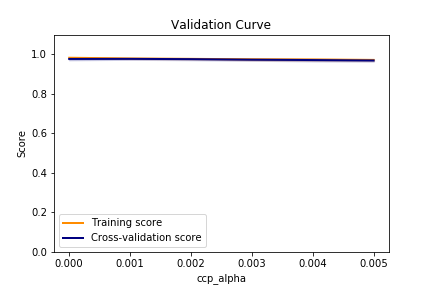 Validation Curve
1.0
0.8
0.6
0.4
0.2
0.0
Score
Training score
Cross-validation score
0.000 0.001 0.002 0.003 0.004 0.005
ccp_alpha